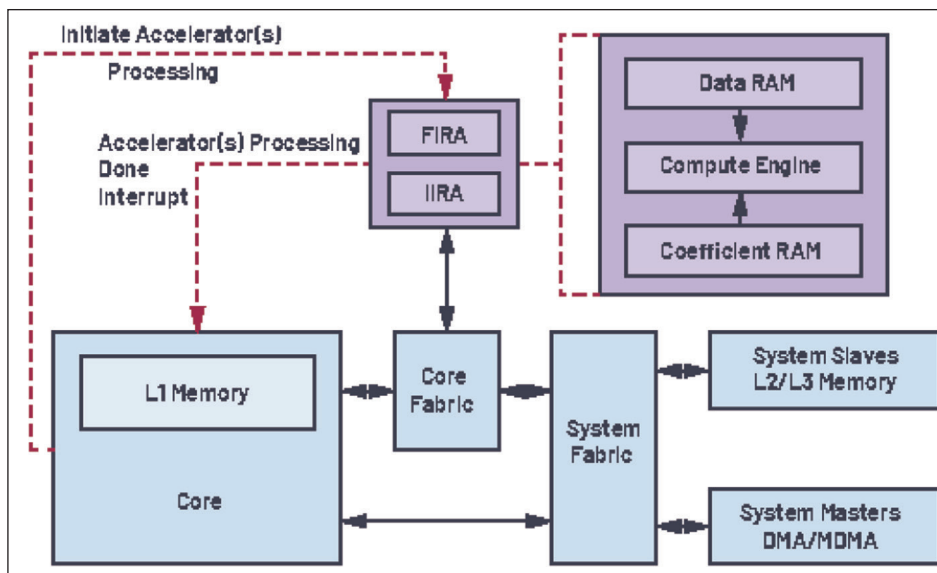 Initiate Accelerator(s)
Processing
Accelerator(s) Processing
Done
Interrupt
FIRA
IIRA
Data RAM
Compute Engine
Coefficient RAM
L1 Memory
Core
Core
Fabric
System
Fabric
System Slaves
L2/L3 Memory
System Masters
DMA/MDMA